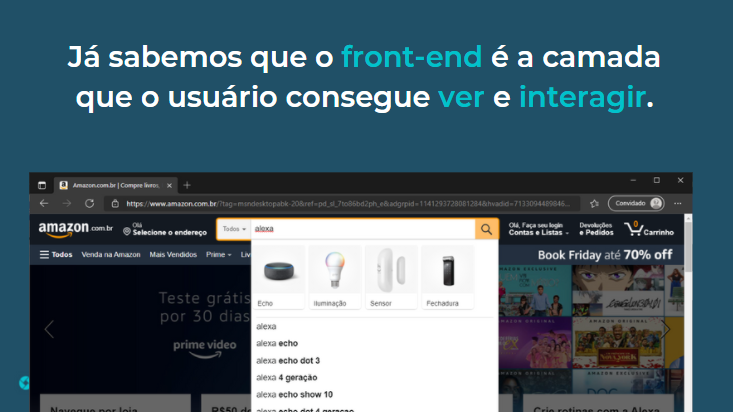 Já sabemos que o front-end é a camada
que o usuário consegue ver e interagir.
Amazon.com.br | Compre livros
https://www.amazon.com.br/?tag=msndesktopabk-20&ref=pd_sl_7to86bd2ph_e&adgrpid=1141293728081284&hvadid=7133094489846...
Convidado
amazon.com.br
Olá
Selecione o endereço
Todos
alexa
Olá, Faça seu login
Contas e Listas
Devoluções
e Pedidos
0
Carrinho
Todos
Venda na Amazon
Mais Vendidos
Prime
Book Friday até 70% off
Teste grátis
por 30 dias
prime video
Echo
Iluminação
Sensor
Fechadura
alexa
alexa echo
alexa echo dot 3
alexa 4 geração
alexa echo show 10
alexa echo dot 4 geracao
AMAZON ORIGINAL
Navegue por loja
R$50 de
Crie rotinas com a Alexa